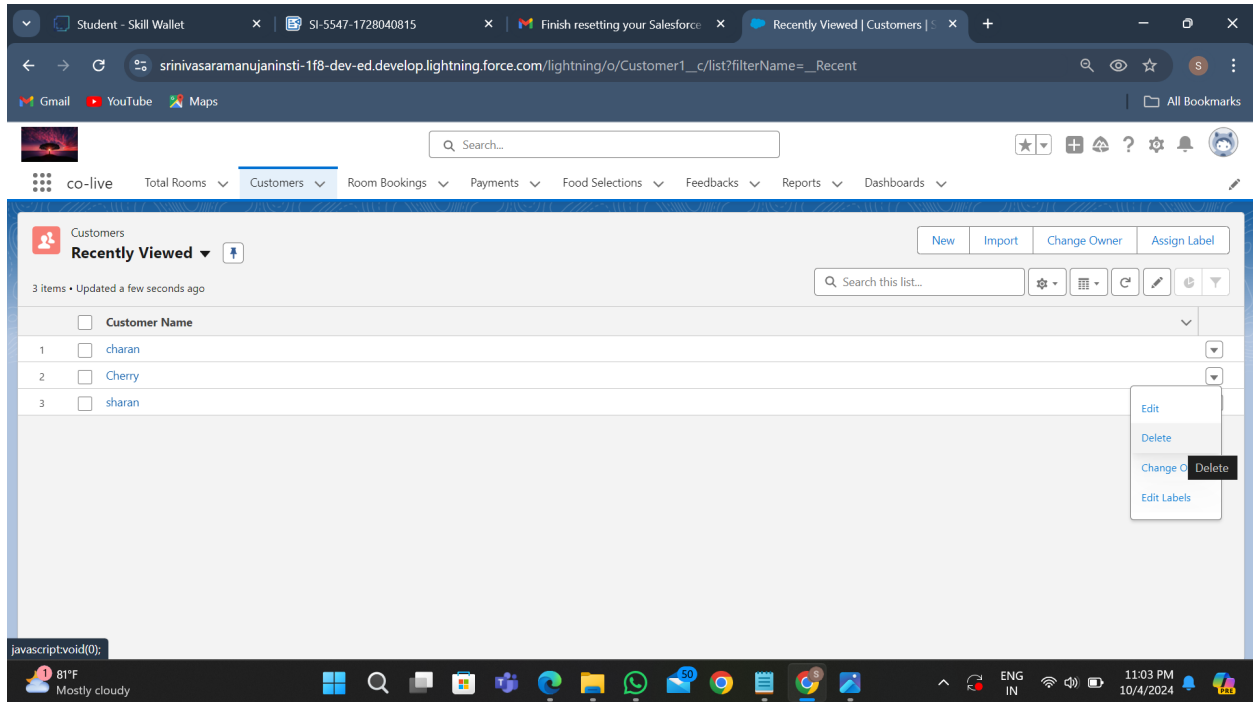 Student - Skill Wallet
SI-5547-1728040815
Finish resetting your Salesforce
Recently Viewed | Customers | S
srinivasaramanujaninsti-1f8-dev-ed.develop.lightning.force.com/lightning/o/Customer1__c/list?filterName=__Recent
S
Gmail YouTube Maps
All Bookmarks
Search...
co-live Total Rooms Customers Room Bookings Payments Food Selections Feedbacks Reports Dashboards
Customers
Recently Viewed
New Import Change Owner Assign Label
3 items • Updated a few seconds ago
Search this list...
Customer Name
1 charan
2 Cherry
3 sharan
Edit
Delete
Change O
Delete
Edit Labels
javascript:void(0);
1
81°F
Mostly cloudy
50
S
ENG
IN
11:03 PM
10/4/2024
PRE